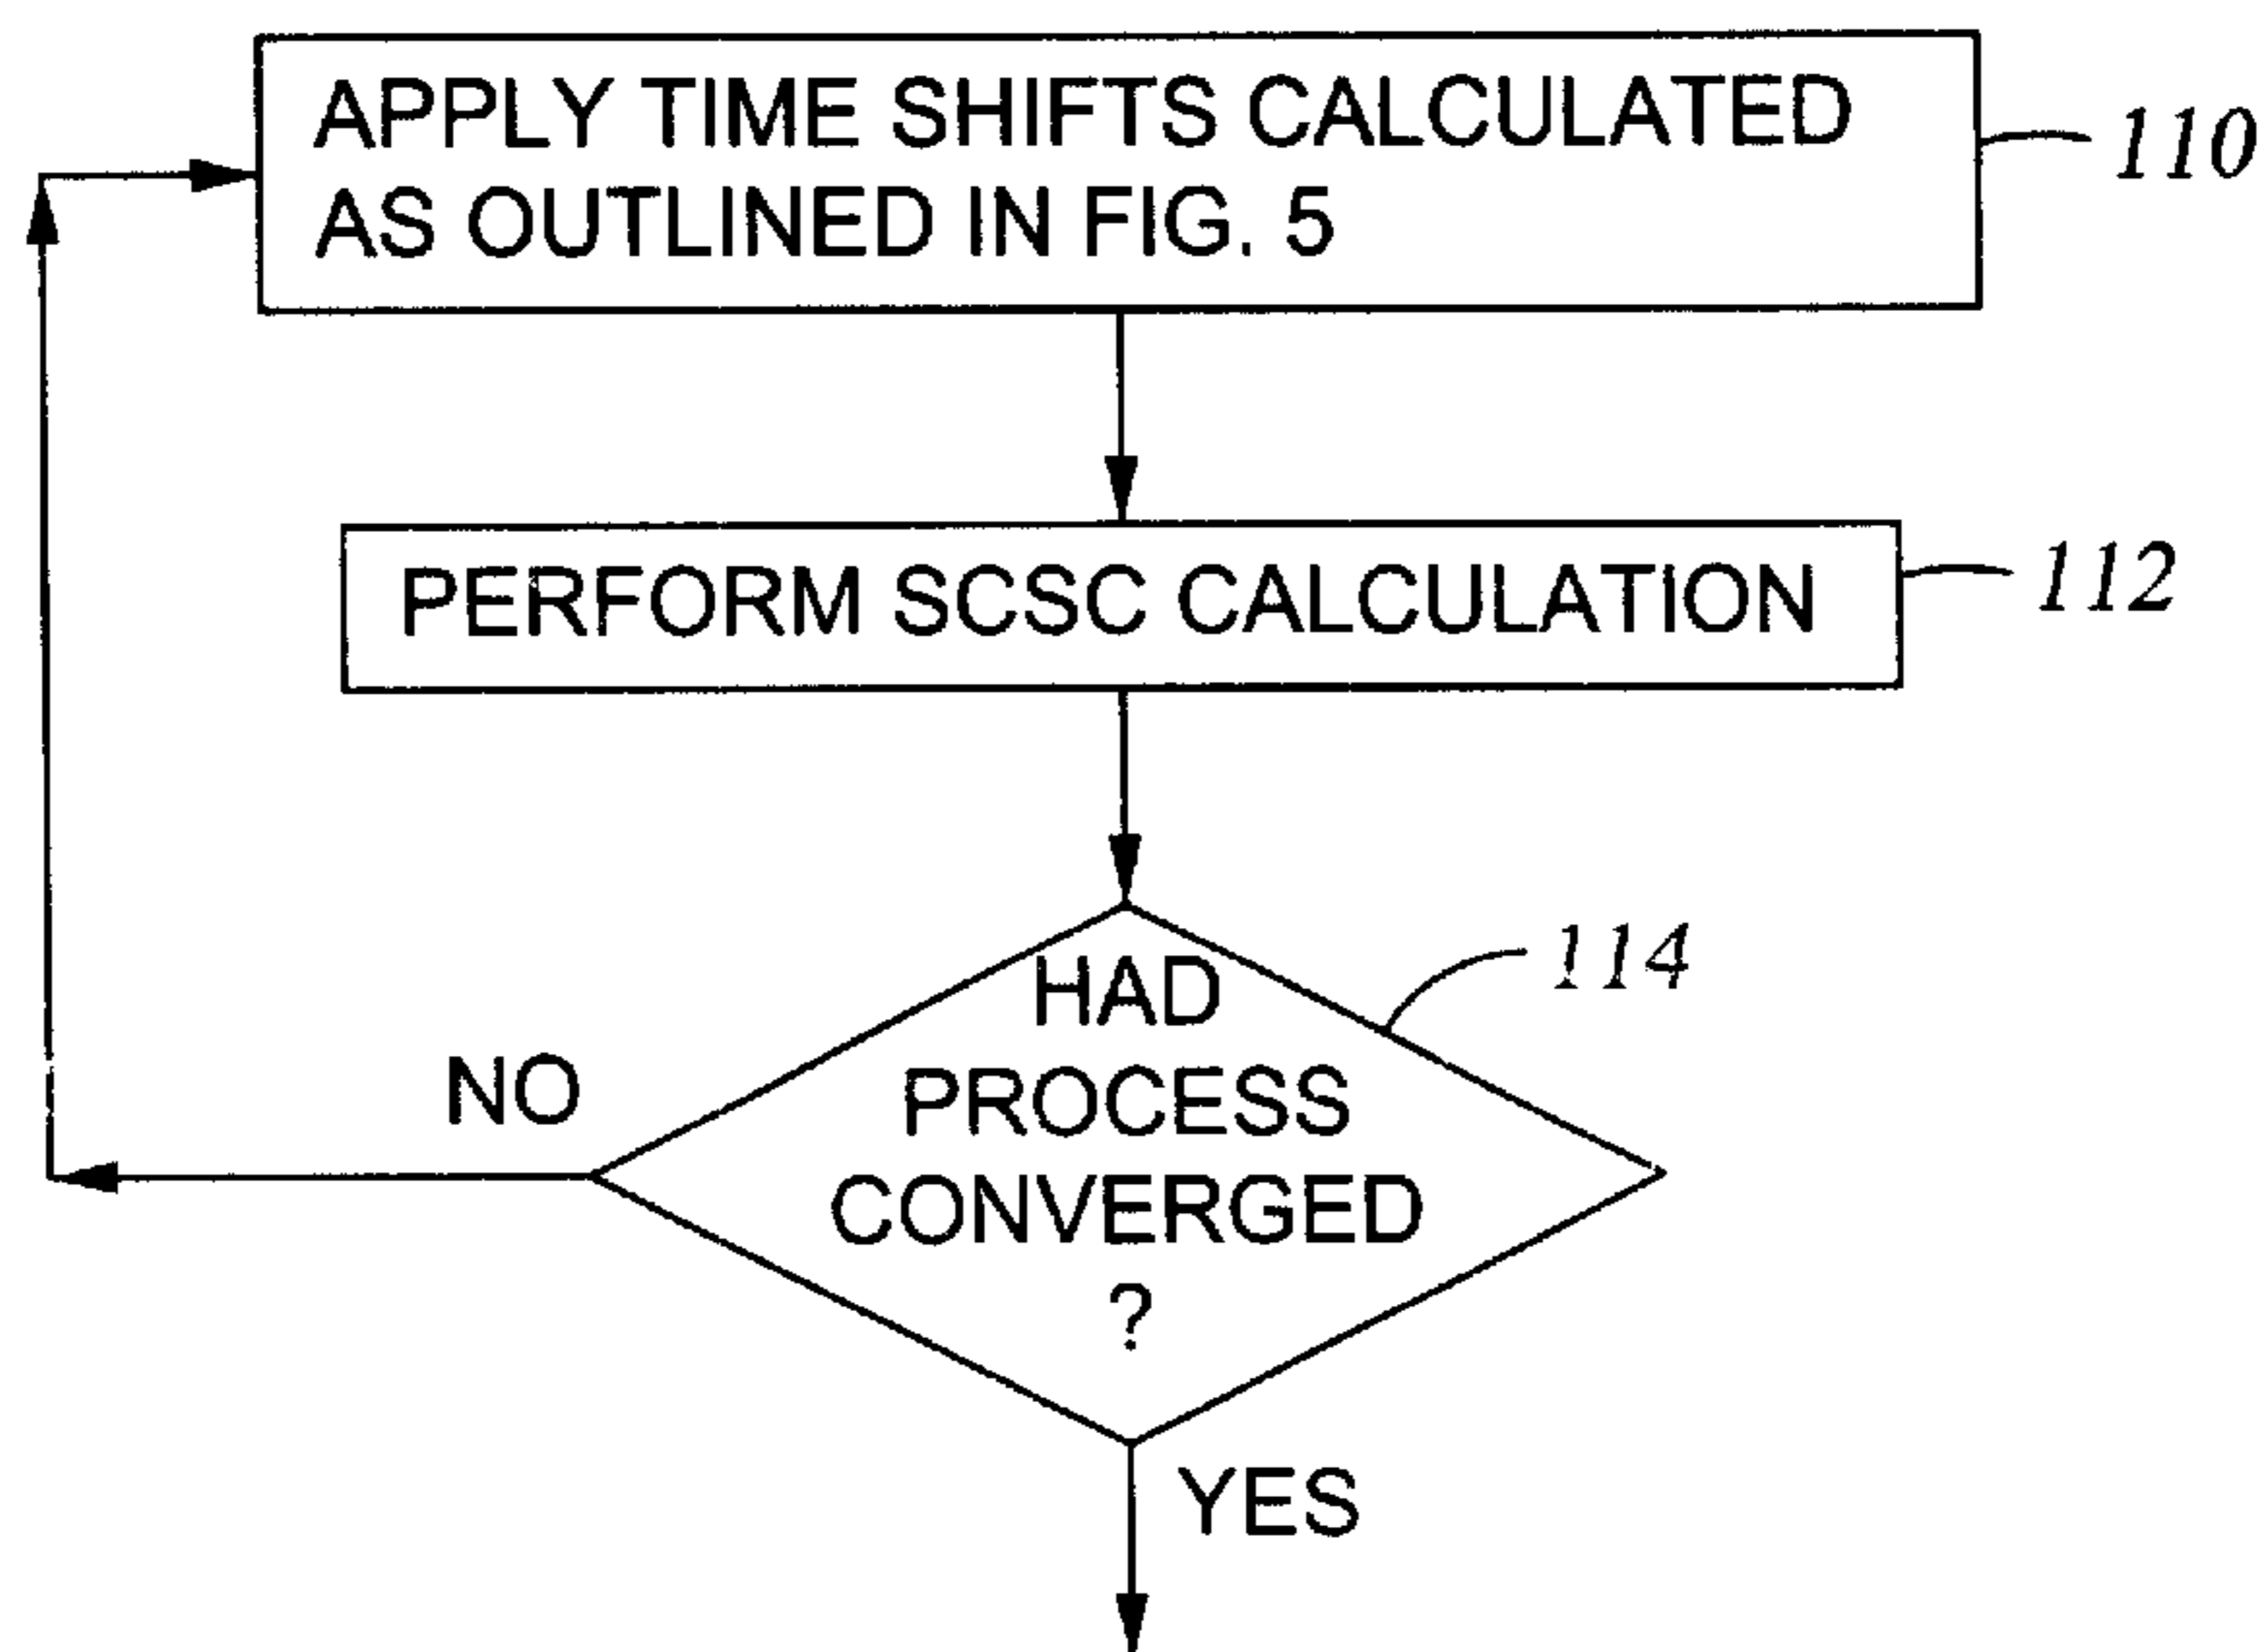 APPLY TIME SHIFTS CALCULATED
AS OUTLINED IN FIG. 5
110
PERFORM SCSC CALCULATION
112
HAD
PROCESS
CONVERGED
?
114
NO
YES